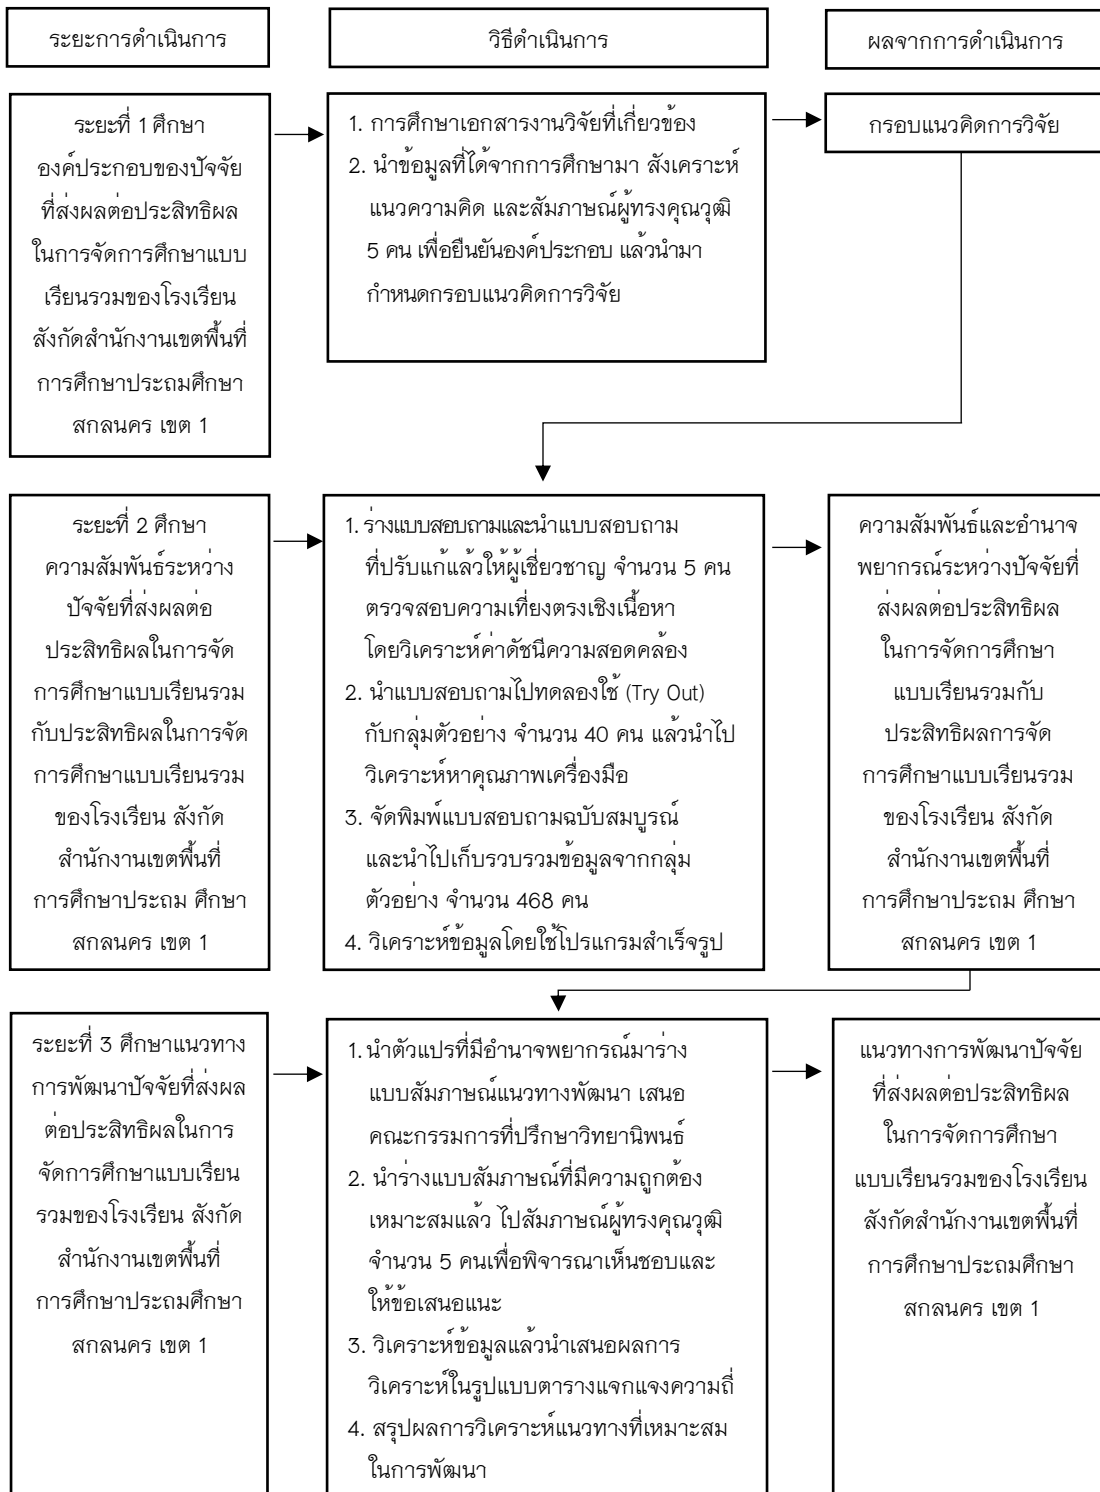 ระยะการดำเนินการ
วิธีดำเนินการ
ผลจากการดำเนินการ
ระยะที่ 1 ศึกษา
องค์ประกอบของปัจจัย
ที่ส่งผลต่อประสิทธิผล
ในการจัดการศึกษาแบบ
เรียนรวมของโรงเรียน
สังกัดสำนักงานเขตพื้นที่
การศึกษาประถมศึกษา
สกลนคร เขต 1
1. การศึกษาเอกสารงานวิจัยที่เกี่ยวข้อง
2. นำข้อมูลที่ได้จากการศึกษามา สังเคราะห์
แนวความคิด และสัมภาษณ์ผู้ทรงคุณวุฒิ
5 คน เพื่อยืนยันองค์ประกอบ แล้วนำมา
กำหนดกรอบแนวคิดการวิจัย
กรอบแนวคิดการวิจัย
ระยะที่ 2 ศึกษา
ความสัมพันธ์ระหว่าง
ปัจจัยที่ส่งผลต่อ
ประสิทธิผลในการจัด
การศึกษาแบบเรียนรวม
กับประสิทธิผลในการจัด
การศึกษาแบบเรียนรวม
ของโรงเรียน สังกัด
สำนักงานเขตพื้นที่
การศึกษาประถม ศึกษา
สกลนคร เขต 1
1. ร่างแบบสอบถามและนำแบบสอบถาม
ที่ปรับแก้แล้วให้ผู้เชี่ยวชาญ จำนวน 5 คน
ตรวจสอบความเที่ยงตรงเชิงเนื้อหา
โดยวิเคราะห์ค่าดัชนีความสอดคล้อง
2. นำแบบสอบถามไปทดลองใช้ (Try Out)
กับกลุ่มตัวอย่าง จำนวน 40 คน แล้วนำไป
วิเคราะห์หาคุณภาพเครื่องมือ
3. จัดพิมพ์แบบสอบถามฉบับสมบูรณ์
และนำไปเก็บรวบรวมข้อมูลจากกลุ่ม
ตัวอย่าง จำนวน 468 คน
4. วิเคราะห์ข้อมูลโดยใช้โปรแกรมสำเร็จรูป
ความสัมพันธ์และอำนาจ
พยากรณ์ระหว่างปัจจัยที่
ส่งผลต่อประสิทธิผล
ในการจัดการศึกษา
แบบเรียนรวมกับ
ประสิทธิผลการจัด
การศึกษาแบบเรียนรวม
ของโรงเรียน สังกัด
สำนักงานเขตพื้นที่
การศึกษาประถม ศึกษา
สกลนคร เขต 1
ระยะที่ 3 ศึกษาแนวทาง
การพัฒนาปัจจัยที่ส่งผล
ต่อประสิทธิผลในการ
จัดการศึกษาแบบเรียน
รวมของโรงเรียน สังกัด
สำนักงานเขตพื้นที่
การศึกษาประถมศึกษา
สกลนคร เขต 1
1. นำตัวแปรที่มีอำนาจพยากรณ์มาร่าง
แบบสัมภาษณ์แนวทางพัฒนา เสนอ
คณะกรรมการที่ปรึกษาวิทยานิพนธ์
2. นำร่างแบบสัมภาษณ์ที่มีความถูกต้อง
เหมาะสมแล้ว ไปสัมภาษณ์ผู้ทรงคุณวุฒิ
จำนวน 5 คนเพื่อพิจารณาเห็นชอบและ
ให้ข้อเสนอแนะ
3. วิเคราะห์ข้อมูลแล้วนำเสนอผลการ
วิเคราะห์ในรูปแบบตารางแจกแจงความถี่
4. สรุปผลการวิเคราะห์แนวทางที่เหมาะสม
ในการพัฒนา
แนวทางการพัฒนาปัจจัย
ที่ส่งผลต่อประสิทธิผล
ในการจัดการศึกษา
แบบเรียนรวมของโรงเรียน
สังกัดสำนักงานเขตพื้นที่
การศึกษาประถมศึกษา
สกลนคร เขต 1